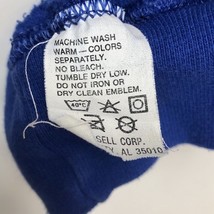 MACHINE WASH
WARM-COLORS
SEPARATELY.
NO BLEACH.
TUMBLE DRY LOW.
DO NOT IRON OR
DRY CLEAN EMBLEM.
40°C
SELL CORP.
AL 35010